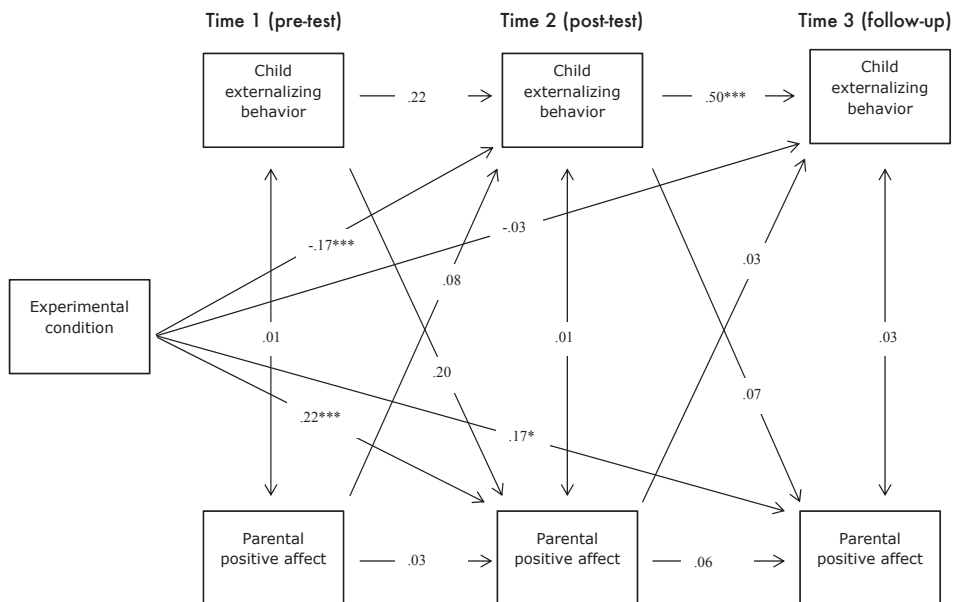 Time 1 (pre-test)
Time 2 (post-test)
Time 3 (follow-up)
Child
externalizing
behavior
.22
Child
externalizing
behavior
.50***
Child
externalizing
behavior
-.17***
-.03
.08
.03
Experimental
condition
.01
.01
.03
.20
.07
.22***
.17*
Parental
positive affect
.03
Parental
positive affect
.06
Parental
positive affect